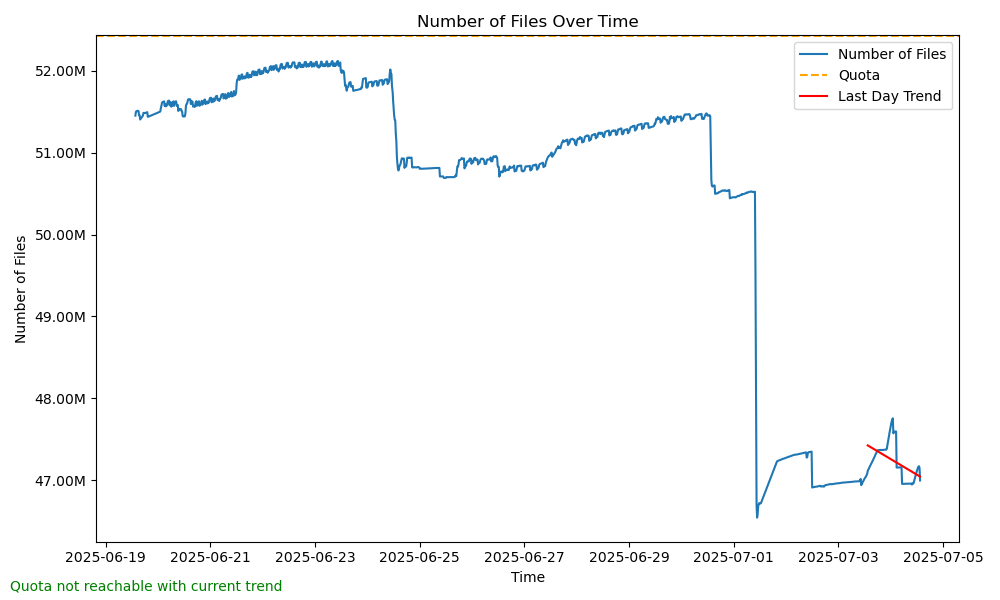 Number of Files Over Time
Number of Files
Quota
Last Day Trend
52.00M
51.00M
50.00M
49.00M
48.00M
47.00M
Number of Files
2025-06-19 2025-06-21 2025-06-23 2025-06-25 2025-06-27 2025-06-29 2025-07-01 2025-07-03 2025-07-05
Time
Quota not reachable with current trend